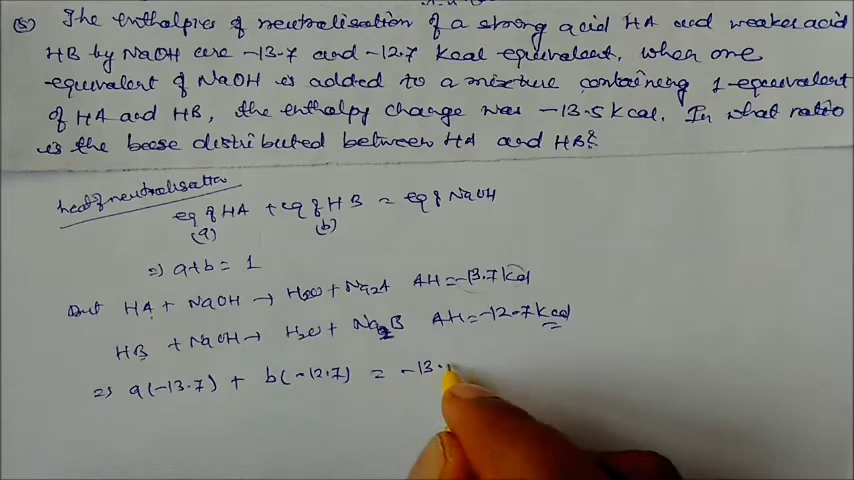 (5) The enthalpies of neutralisation of a strong acid HA and weaker acid
HB by NaOH are -13.7 and -12.7 Kcal equivalent. When one
equivalent of NaOH is added to a mixture containing 1-equivalent
of HA and HB, the enthalpy change was -13.5 Kcal. In what ratio
is the base distributed between HA and HB?
heat of neutralisation
eq of HA + eq of HB = eq of NaOH
(a) (b)
=) a+b = 1
But HA + NaOH → H2O + Na2A ΔH = -13.7 Kcal
HB + NaOH → H2O + Na2B ΔH = -12.7 Kcal
=) a(-13.7) + b(-12.7) = -13.